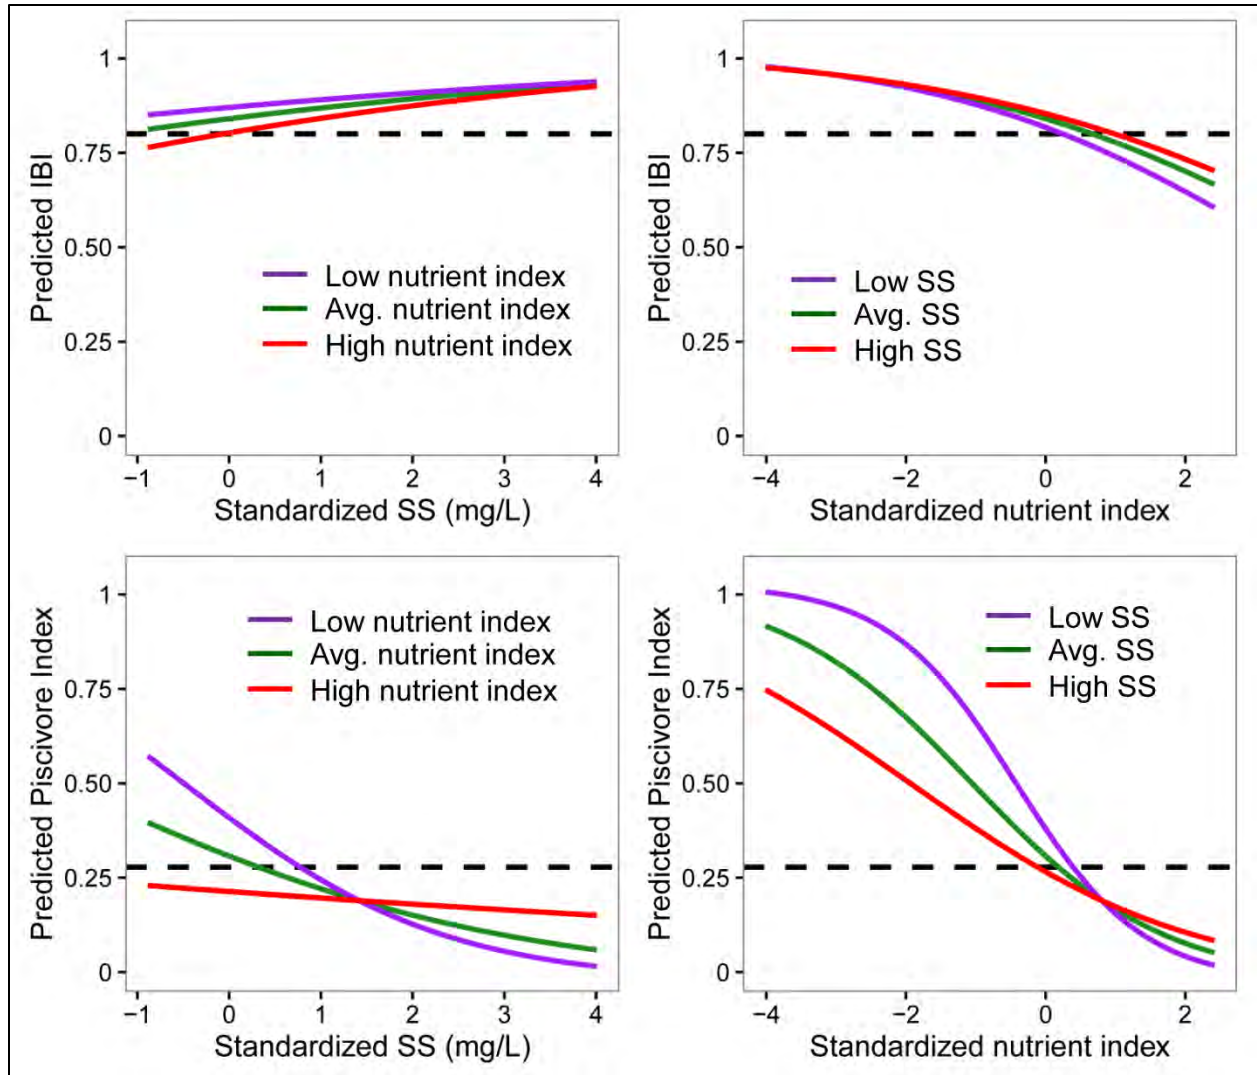 Predicted IBI
1
0.75
0.50
0.25
0
Low nutrient index
Avg. nutrient index
High nutrient index
−1 0 1 2 3 4
Standardized SS (mg/L)
Predicted IBI
1
0.75
0.50
0.25
0
Low SS
Avg. SS
High SS
−4 −2 0 2
Standardized nutrient index
Predicted Piscivore Index
1
0.75
0.50
0.25
0
Low nutrient index
Avg. nutrient index
High nutrient index
−1 0 1 2 3 4
Standardized SS (mg/L)
Predicted Piscivore Index
1
0.75
0.50
0.25
0
Low SS
Avg. SS
High SS
−4 −2 0 2
Standardized nutrient index